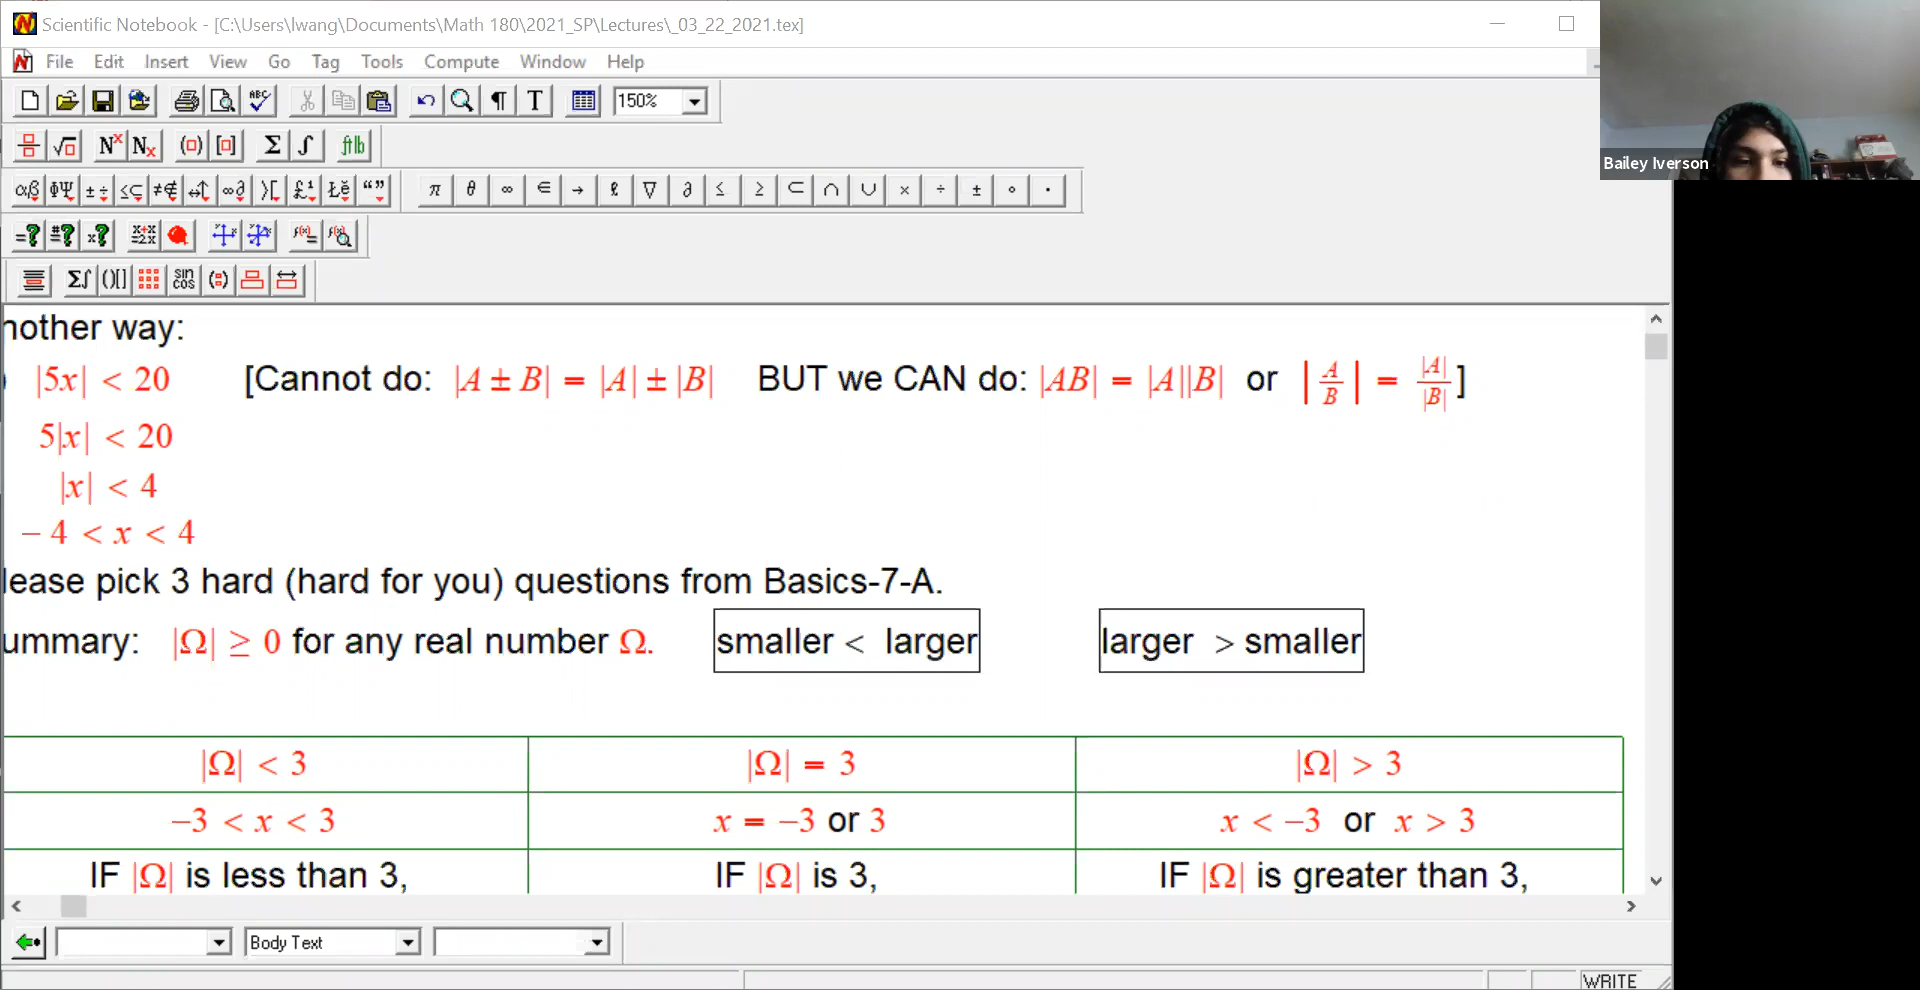 Scientific Notebook - [C:\Users\lwang\Documents\Math 180\2021_SP\Lectures\_03_22_2021.tex]
File Edit Insert View Go Tag Tools Compute Window Help
150%
Bailey Iverson
nother way:
|5x| < 20 [Cannot do: |A ± B| = |A| ± |B| BUT we CAN do: |AB| = |A||B| or |A/B| = |A|/|B| ]
5|x| < 20
|x| < 4
− 4 < x < 4
lease pick 3 hard (hard for you) questions from Basics-7-A.
ummary: |Ω| ≥ 0 for any real number Ω. smaller < larger larger > smaller
|Ω| < 3 |Ω| = 3 |Ω| > 3
−3 < x < 3 x = −3 or 3 x < −3 or x > 3
IF |Ω| is less than 3, IF |Ω| is 3, IF |Ω| is greater than 3,
Body Text
WRITE